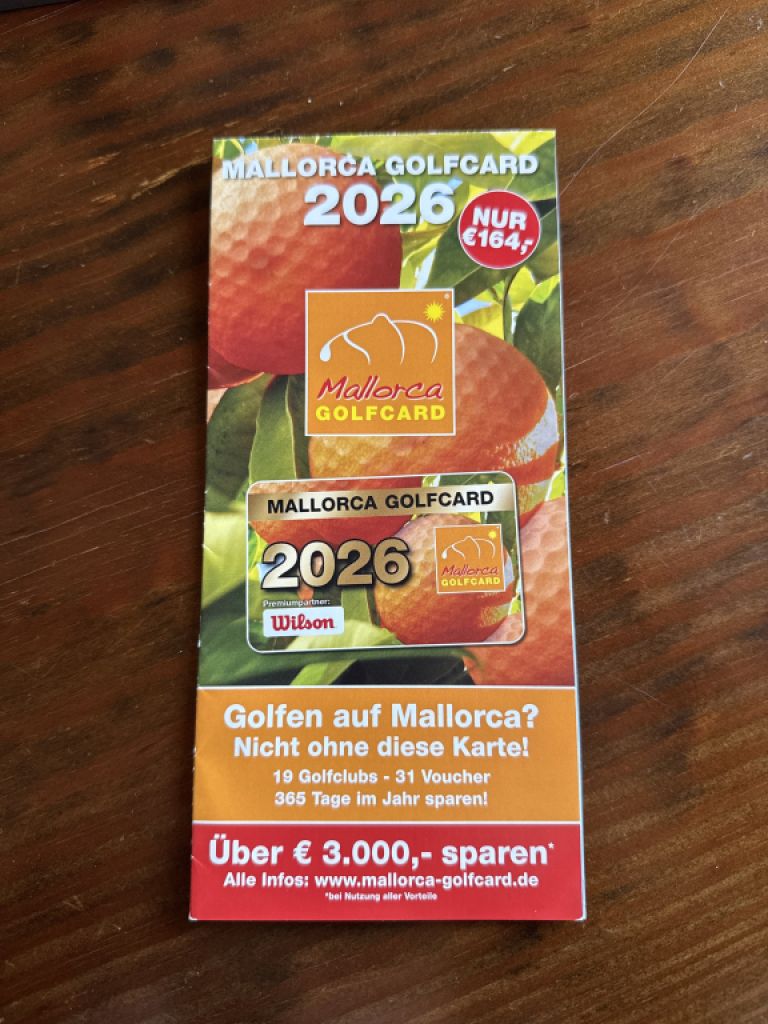 MALLORCA GOLFCARD
2026
NUR
€164,-
Mallorca
GOLFCARD
MALLORCA GOLFCARD
2026
Mallorca
GOLFCARD
Premiumpartner:
Wilson
Golfen auf Mallorca?
Nicht ohne diese Karte!
19 Golfclubs - 31 Voucher
365 Tage im Jahr sparen!
Über € 3.000,- sparen*
Alle Infos: www.mallorca-golfcard.de
*bei Nutzung aller Vorteile